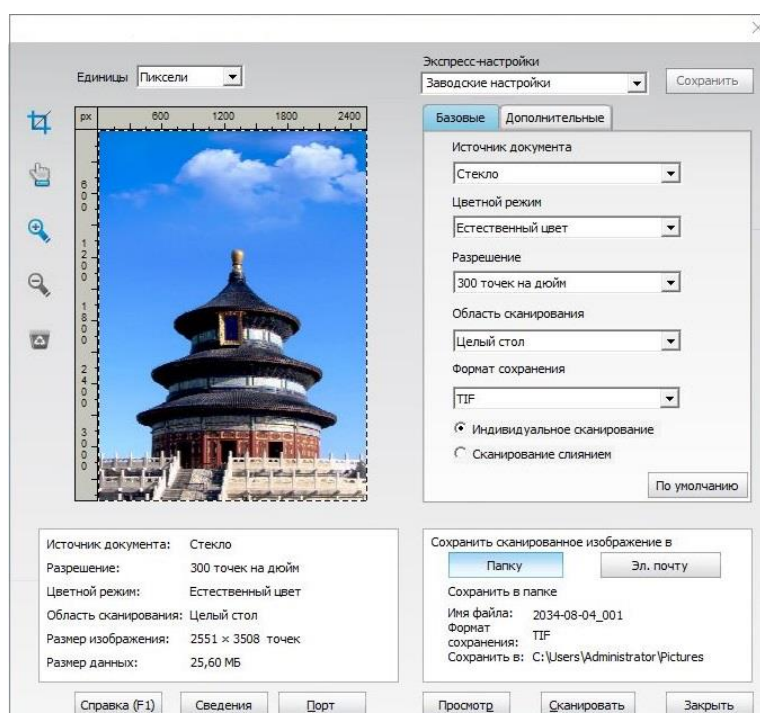 Экспресс-настройки
Единицы Пиксели
Заводские настройки Сохранить
px 600 1200 1800 2400
600
1200
1800
2400
3000
Базовые Дополнительные
Источник документа
Стекло
Цветной режим
Естественный цвет
Разрешение
300 точек на дюйм
Область сканирования
Целый стол
Формат сохранения
TIF
Индивидуальное сканирование
Сканирование слиянием
По умолчанию
Источник документа: Стекло
Разрешение: 300 точек на дюйм
Цветной режим: Естественный цвет
Область сканирования: Целый стол
Размер изображения: 2551 × 3508 точек
Размер данных: 25,60 МБ
Сохранить сканированное изображение в
Папку Эл. почту
Сохранить в папке
Имя файла: 2034-08-04_001
Формат
сохранения: TIF
Сохранить в: C:\Users\Administrator\Pictures
Справка (F1) Сведения Порт Просмотр Сканировать Закрыть